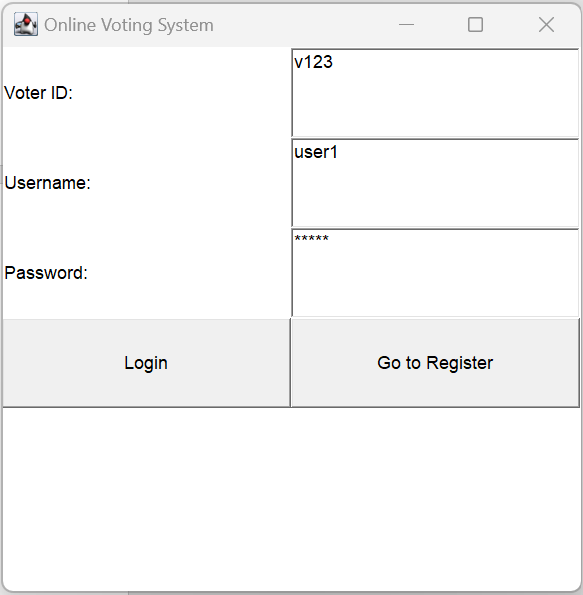 Online Voting System
Voter ID:
v123
Username:
user1
Password:
*****
Login
Go to Register